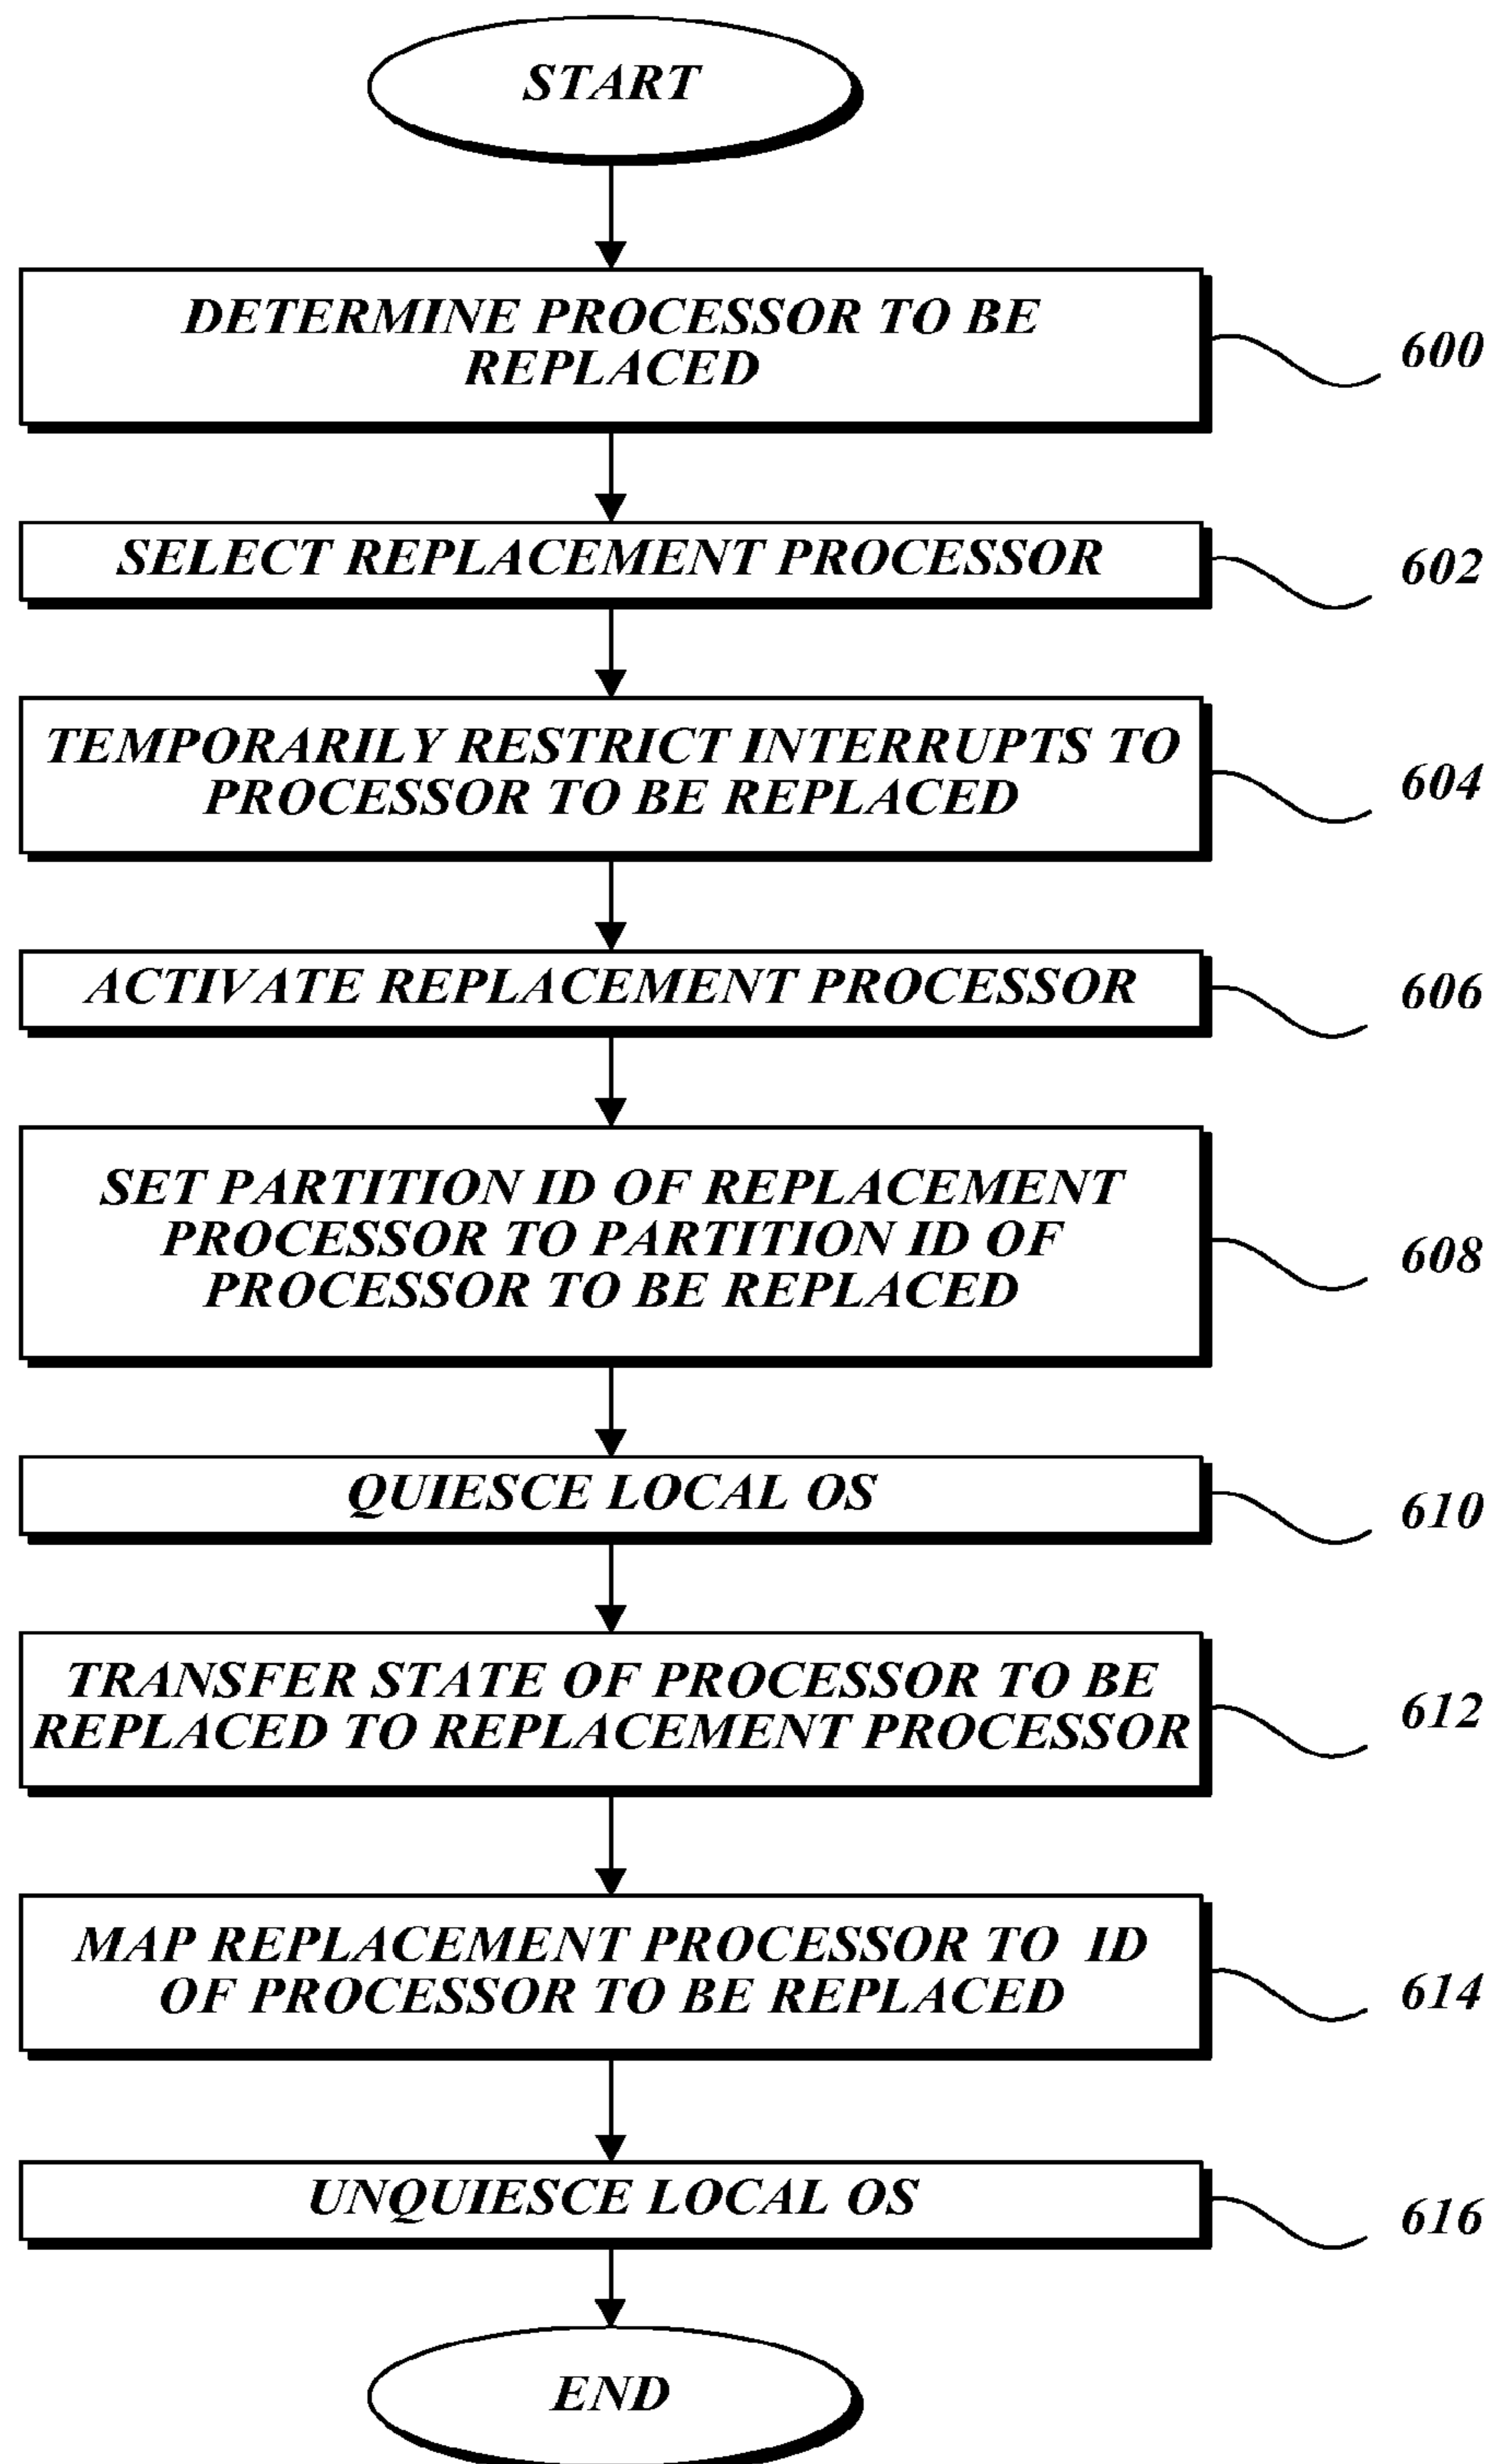 START
DETERMINE PROCESSOR TO BE
REPLACED
600
SELECT REPLACEMENT PROCESSOR
602
TEMPORARILY RESTRICT INTERRUPTS TO
PROCESSOR TO BE REPLACED
604
ACTIVATE REPLACEMENT PROCESSOR
606
SET PARTITION ID OF REPLACEMENT
PROCESSOR TO PARTITION ID OF
PROCESSOR TO BE REPLACED
608
QUIESCE LOCAL OS
610
TRANSFER STATE OF PROCESSOR TO BE
REPLACED TO REPLACEMENT PROCESSOR
612
MAP REPLACEMENT PROCESSOR TO ID
OF PROCESSOR TO BE REPLACED
614
UNQUIESCE LOCAL OS
616
END